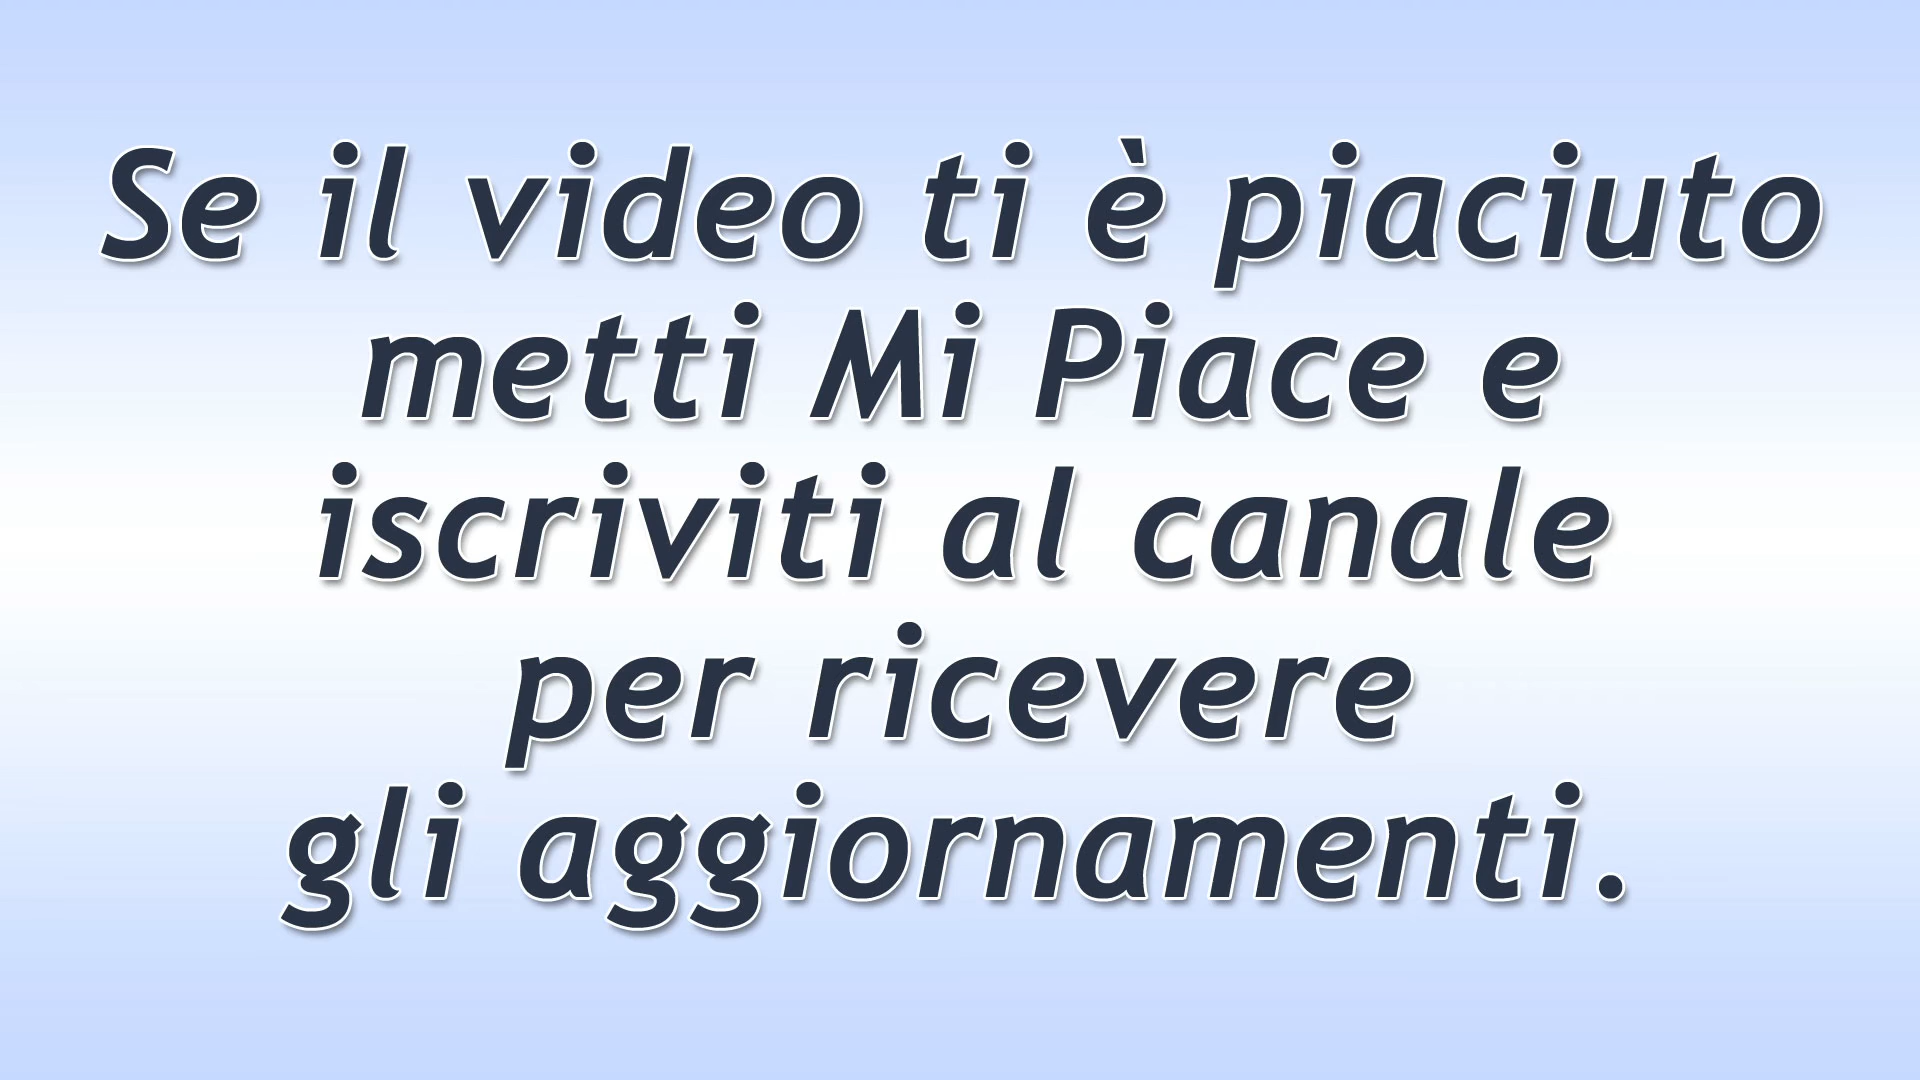 Se il video ti è piaciuto
metti Mi Piace e
iscriviti al canale
per ricevere
gli aggiornamenti.